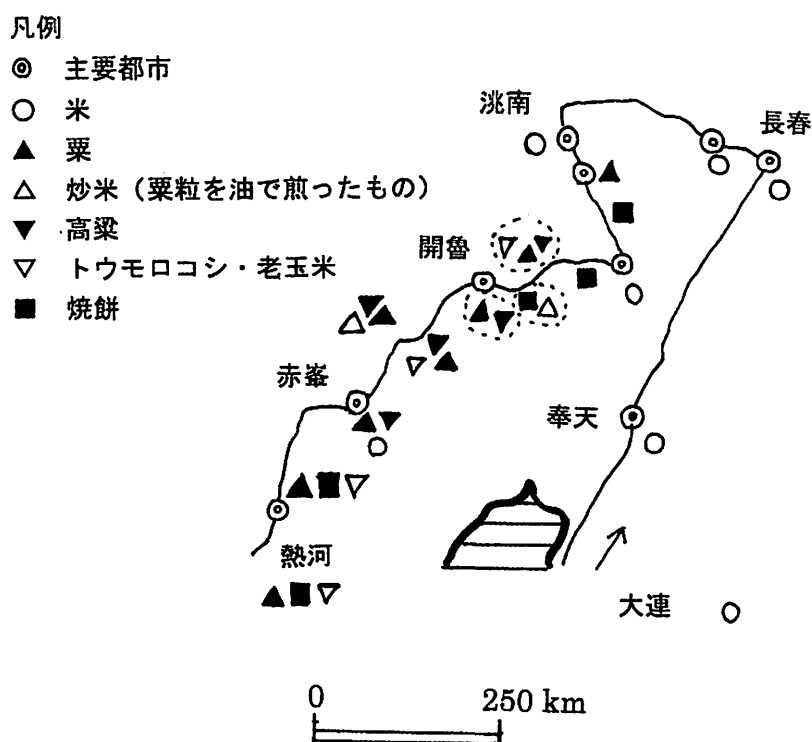 凡例
主要都市
米
粟
炒米（粟粒を油で煎ったもの）
高粱
トウモロコシ・老玉米
焼餅
洮南
長春
開魯
赤峯
奉天
熱河
大連
0 250 km